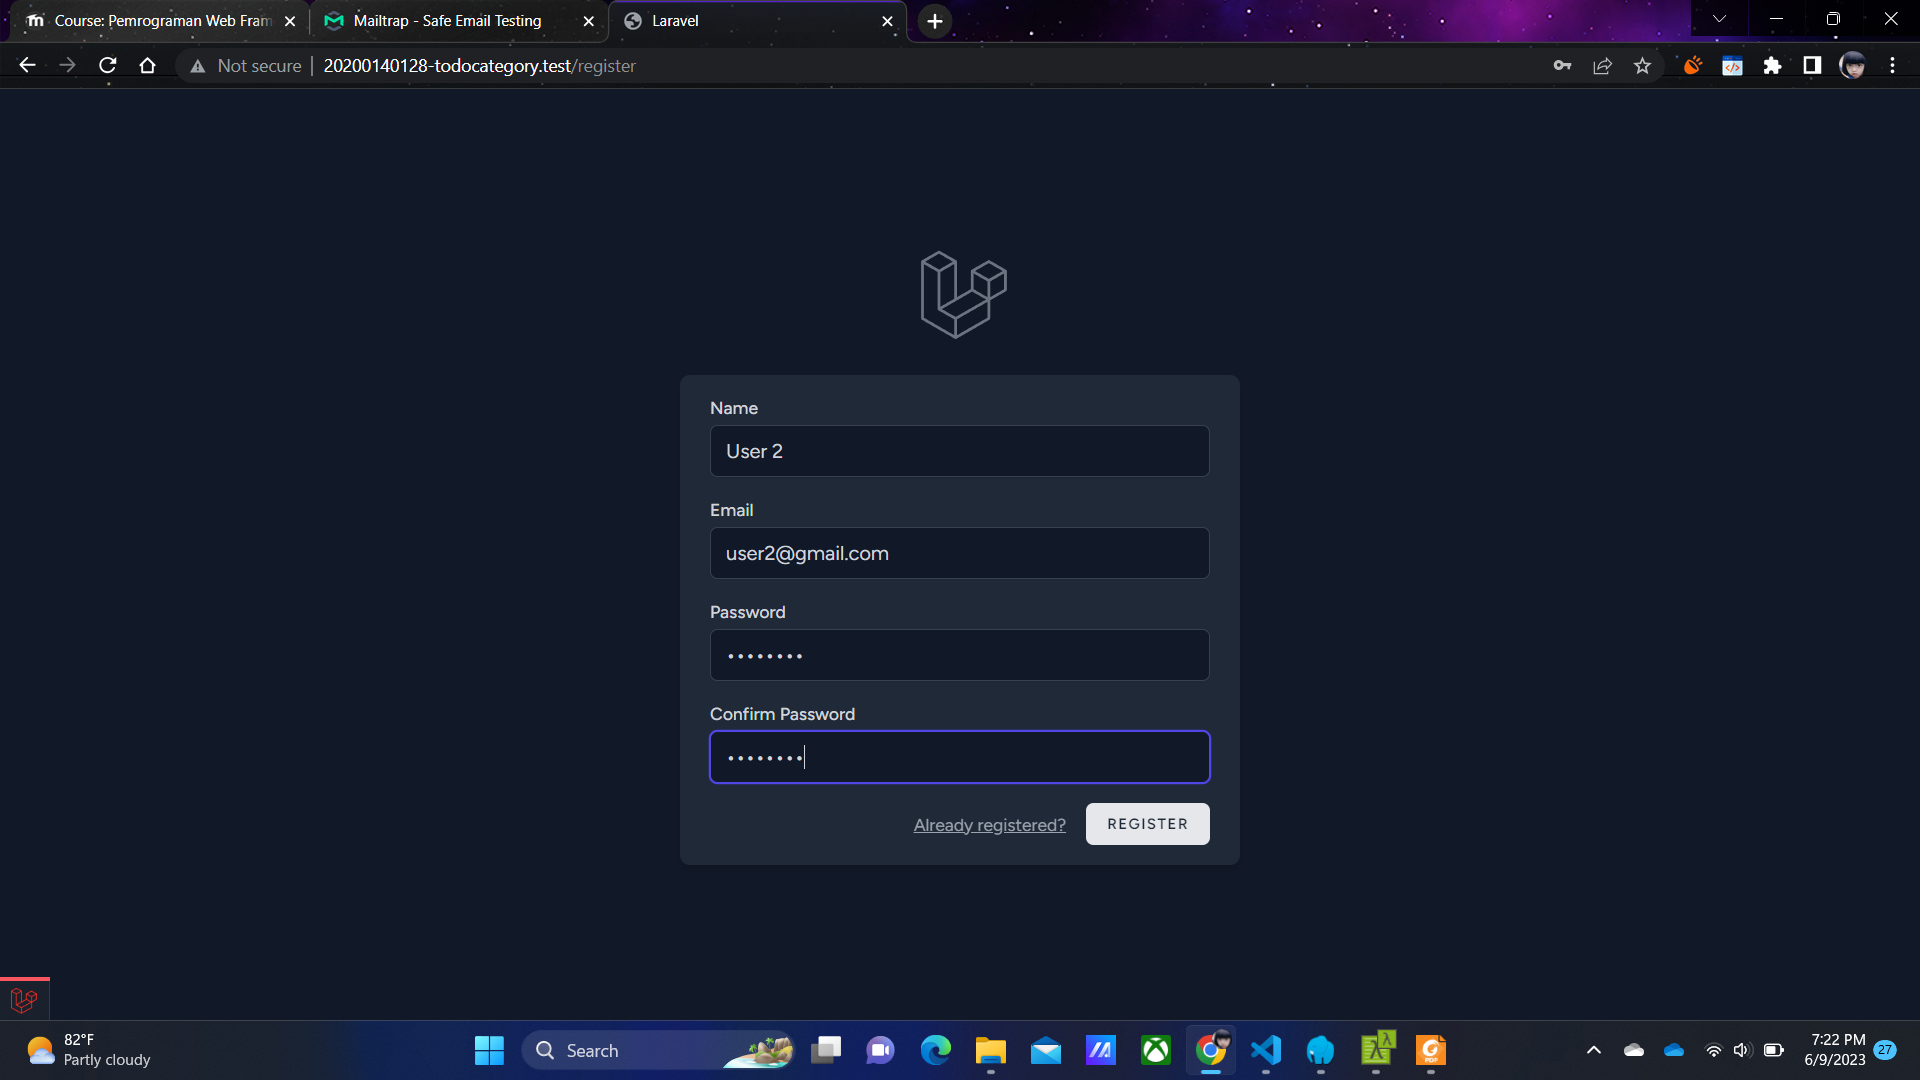 Course: Pemrograman Web Fram
Mailtrap - Safe Email Testing
Laravel
Not secure
20200140128-todocategory.test/register
Name
User 2
Email
user2@gmail.com
Password
••••••••
Confirm Password
••••••••
Already registered?
REGISTER
82°F
Partly cloudy
Search
7:22 PM
6/9/2023
27